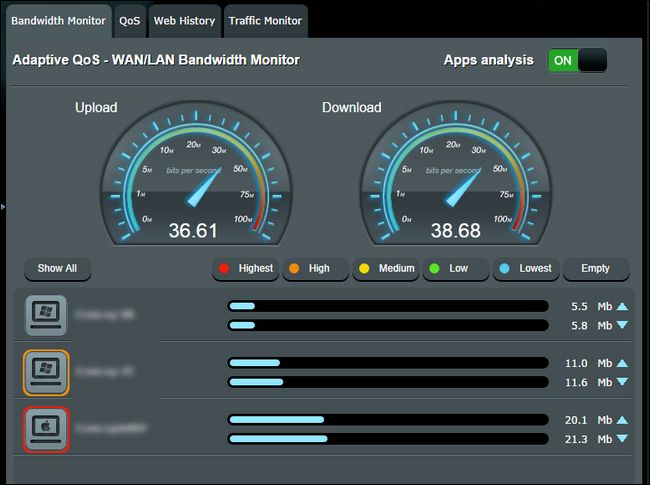 Bandwidth Monitor QoS Web History Traffic Monitor
Adaptive QoS - WAN/LAN Bandwidth Monitor Apps analysis ON
Upload Download
0M 1M 5M 10M 20M 30M 50M 75M 100M
bits per second
36.61
0M 1M 5M 10M 20M 30M 50M 75M 100M
bits per second
38.68
Show All Highest High Medium Low Lowest Empty
5.5 Mb
5.8 Mb
11.0 Mb
11.6 Mb
20.1 Mb
21.3 Mb